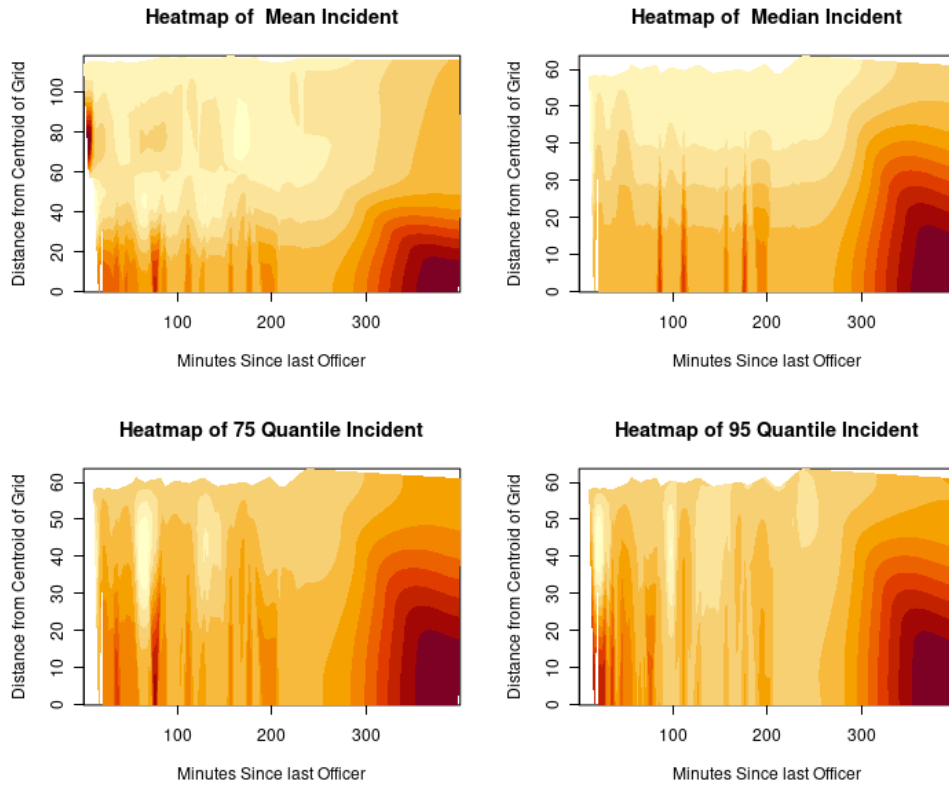 Heatmap of  Mean Incident
Distance from Centroid of Grid
0 20 40 60 80 100
100 200 300
Minutes Since last Officer
Heatmap of  Median Incident
Distance from Centroid of Grid
0 10 20 30 40 50 60
100 200 300
Minutes Since last Officer
Heatmap of 75 Quantile Incident
Distance from Centroid of Grid
0 10 20 30 40 50 60
100 200 300
Minutes Since last Officer
Heatmap of 95 Quantile Incident
Distance from Centroid of Grid
0 10 20 30 40 50 60
100 200 300
Minutes Since last Officer